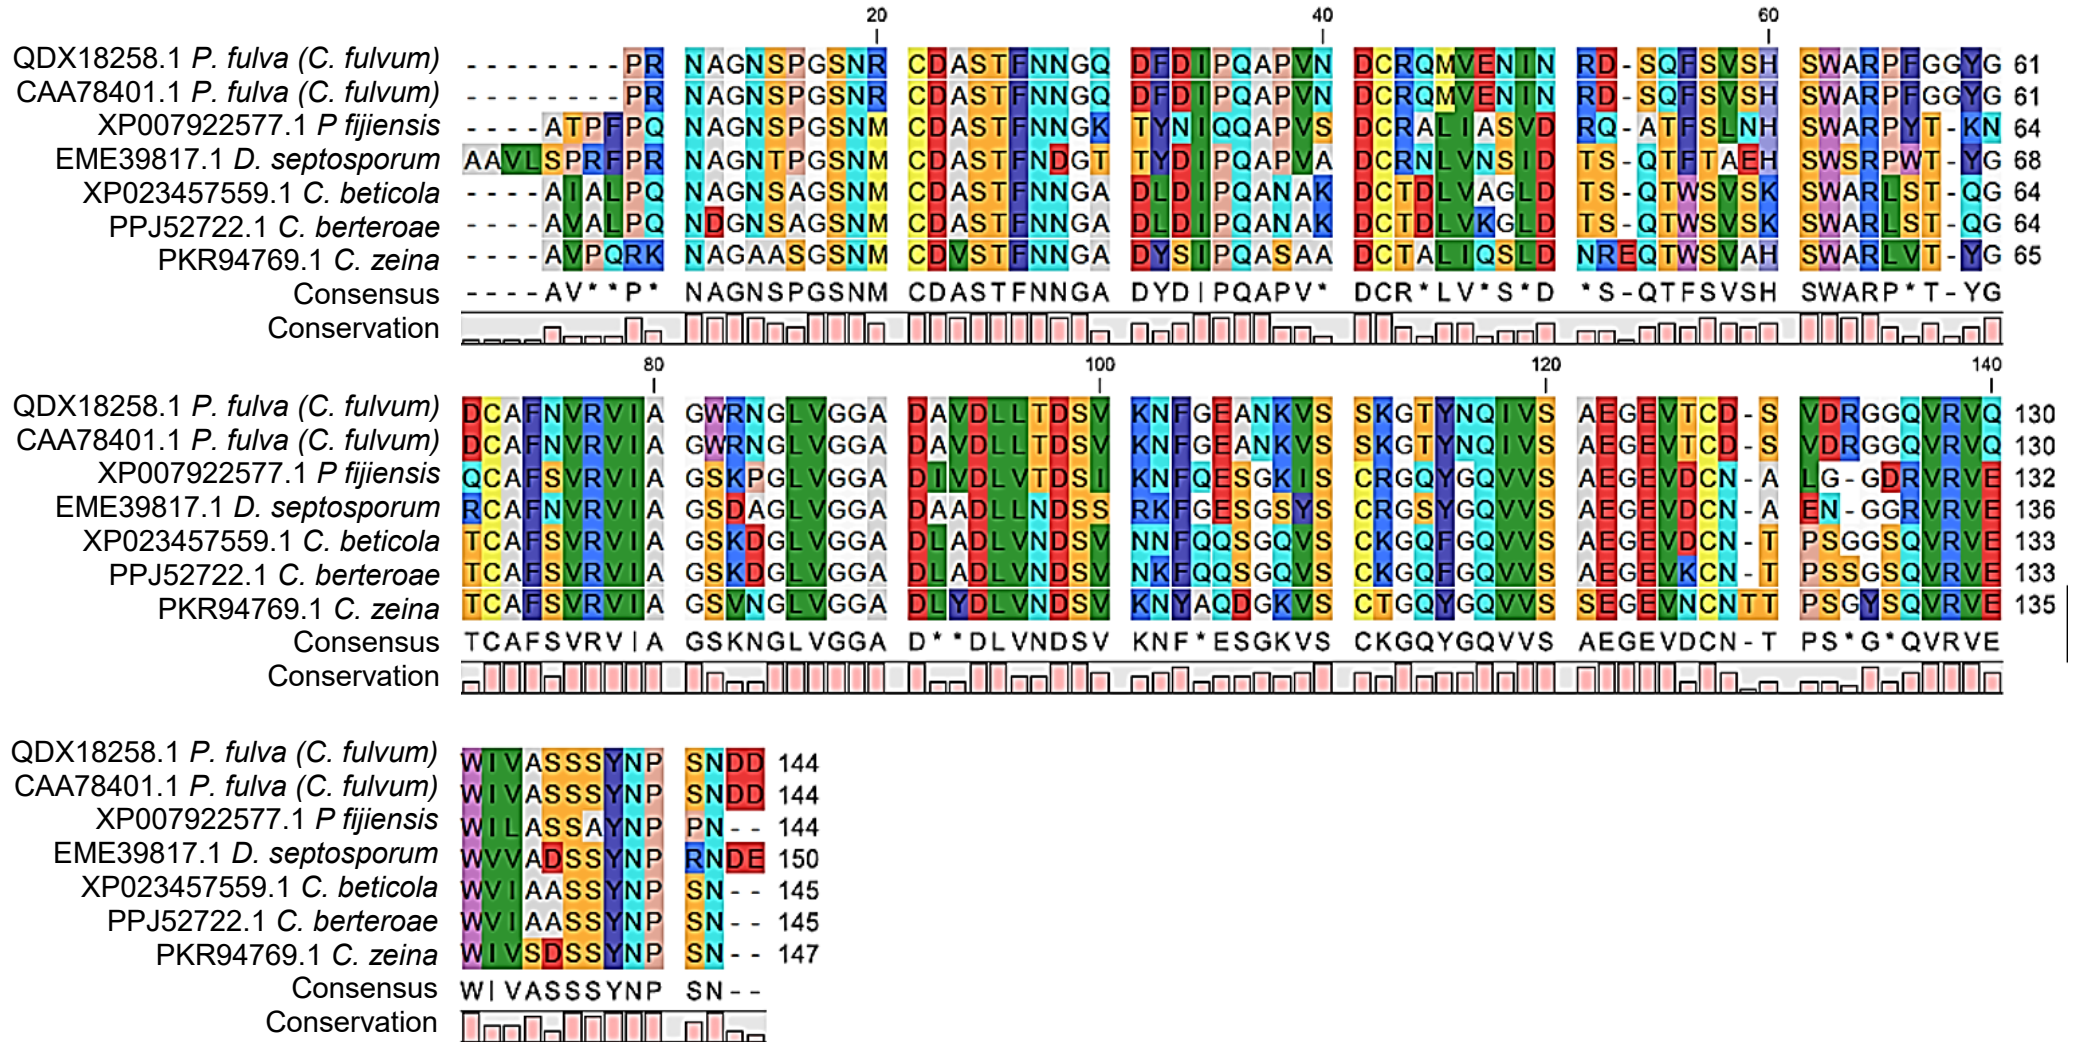 20 40 60
QDX18258.1 P. fulva (C. fulvum) - - - - - - - - PR NAGNSPGSNR CDASTFNNGQ DFDIPQAPVN DCRQMVENIN RD-SQFSVSH SWARPFGGYG 61
CAA78401.1 P. fulva (C. fulvum) - - - - - - - - PR NAGNSPGSNR CDASTFNNGQ DFDIPQAPVN DCRQMVENIN RD-SQFSVSH SWARPFGGYG 61
XP007922577.1 P fijiensis - - - - ATPFPQ NAGNSPGSNM CDASTFNNGK TYNIQQAPVS DCRALIASVD RQ-ATFSLNH SWARPYT-KN 64
EME39817.1 D. septosporum AAVLSPRFPR NAGNTPGSNM CDASTFNDGT TYDIPQAPVA DCRNLVNSID TS-QTFTAEH SWSRPWT-YG 68
XP023457559.1 C. beticola - - - - AIALPQ NAGNSAGSNM CDASTFNNGA DLDIPQANAK DCTDLVAGLD TS-QTWSVSK SWARLST-QG 64
PPJ52722.1 C. berteroae - - - - AVALPQ NDGNSAGSNM CDASTFNNGA DLDIPQANAK DCTDLVKGLD TS-QTWSVSK SWARLST-QG 64
PKR94769.1 C. zeina - - - - AVPQRK NAGAASGSNM CDVSTFNNGA DYSIPQASAA DCTALIQSLD NREQTWSVAH SWARLVT-YG 65
Consensus - - - - AV**P* NAGNSPGSNM CDASTFNNGA DYDIPQAPV* DCR*LV*S*D *S-QTFSVSH SWARP*T-YG
Conservation
80 100 120 140
QDX18258.1 P. fulva (C. fulvum) DCAFNVRVIA GWRNGLVGGA DAVDLLTDSV KNFGEANKVS SKGTYNQIVS AEGEVTCD-S VDRGGQVRVQ 130
CAA78401.1 P. fulva (C. fulvum) DCAFNVRVIA GWRNGLVGGA DAVDLLTDSV KNFGEANKVS SKGTYNQIVS AEGEVTCD-S VDRGGQVRVQ 130
XP007922577.1 P fijiensis QCAFSVRVIA GSKPGLVGGA DIVDLVTDSI KNFQESGKIS CRGQYGQVVS AEGEVDCN-A LG-GDRVRVE 132
EME39817.1 D. septosporum RCAFNVRVIA GSDAGLVGGA DAADLLNDSS RKFGESGSYS CRGSYGQVVS AEGEVDCN-A EN-GGRVRVE 136
XP023457559.1 C. beticola TCAFSVRVIA GSKDGLVGGA DLADLVNDSV NNFQQSGQVS CKGQFGQVVS AEGEVDCN-T PSGGSQVRVE 133
PPJ52722.1 C. berteroae TCAFSVRVIA GSKDGLVGGA DLADLVNDSV NKFQQSGQVS CKGQFGQVVS AEGEVKCN-T PSSGSQVRVE 133
PKR94769.1 C. zeina TCAFSVRVIA GSVNGLVGGA DLYDLVNDSV KNYAQDGKVS CTGQYGQVVS SEGEVNCNTT PSGYSQVRVE 135
Consensus TCAFSVRVIA GSKNGLVGGA D**DLVNDSV KNF*ESGKVS CKGQYGQVVS AEGEVDCN-T PS*G*QVRVE
Conservation
QDX18258.1 P. fulva (C. fulvum) WIVASSSYNP SNDD 144
CAA78401.1 P. fulva (C. fulvum) WIVASSSYNP SNDD 144
XP007922577.1 P fijiensis WILASSAYNP PN- - 144
EME39817.1 D. septosporum WVVADSSYNP RNDE 150
XP023457559.1 C. beticola WVIAASSYNP SN- - 145
PPJ52722.1 C. berteroae WVIAASSYNP SN- - 145
PKR94769.1 C. zeina WIVSDSSYNP SN- - 147
Consensus WIVASSSYNP SN- -
Conservation